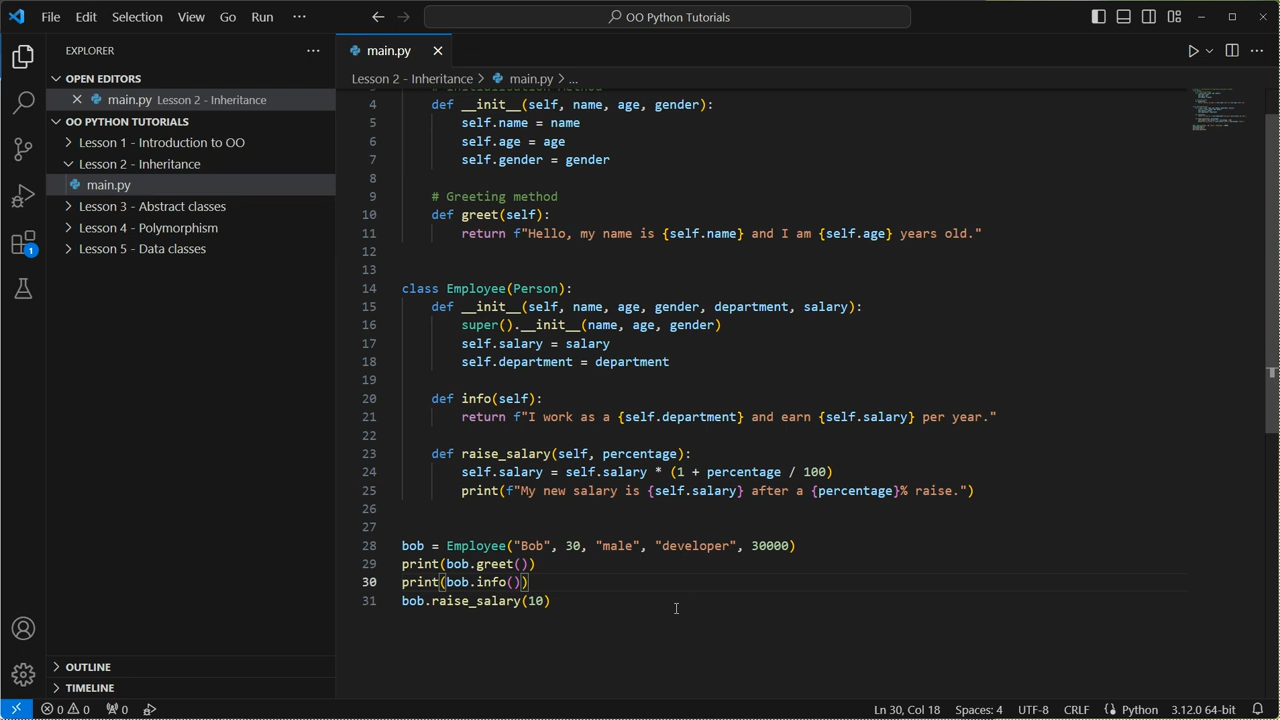 File Edit Selection View Go Run ··· OO Python Tutorials
EXPLORER ···
OPEN EDITORS
main.py Lesson 2 - Inheritance
OO PYTHON TUTORIALS
Lesson 1 - Introduction to OO
Lesson 2 - Inheritance
main.py
Lesson 3 - Abstract classes
Lesson 4 - Polymorphism
Lesson 5 - Data classes
1
OUTLINE
TIMELINE
main.py
Lesson 2 - Inheritance > main.py > ...
4 def __init__(self, name, age, gender):
5 self.name = name
6 self.age = age
7 self.gender = gender
8
9 # Greeting method
10 def greet(self):
11 return f"Hello, my name is {self.name} and I am {self.age} years old."
12
13
14 class Employee(Person):
15 def __init__(self, name, age, gender, department, salary):
16 super().__init__(name, age, gender)
17 self.salary = salary
18 self.department = department
19
20 def info(self):
21 return f"I work as a {self.department} and earn {self.salary} per year."
22
23 def raise_salary(self, percentage):
24 self.salary = self.salary * (1 + percentage / 100)
25 print(f"My new salary is {self.salary} after a {percentage}% raise.")
26
27
28 bob = Employee("Bob", 30, "male", "developer", 30000)
29 print(bob.greet())
30 print(bob.info())
31 bob.raise_salary(10)
0 0 0 Ln 30, Col 18 Spaces: 4 UTF-8 CRLF Python 3.12.0 64-bit